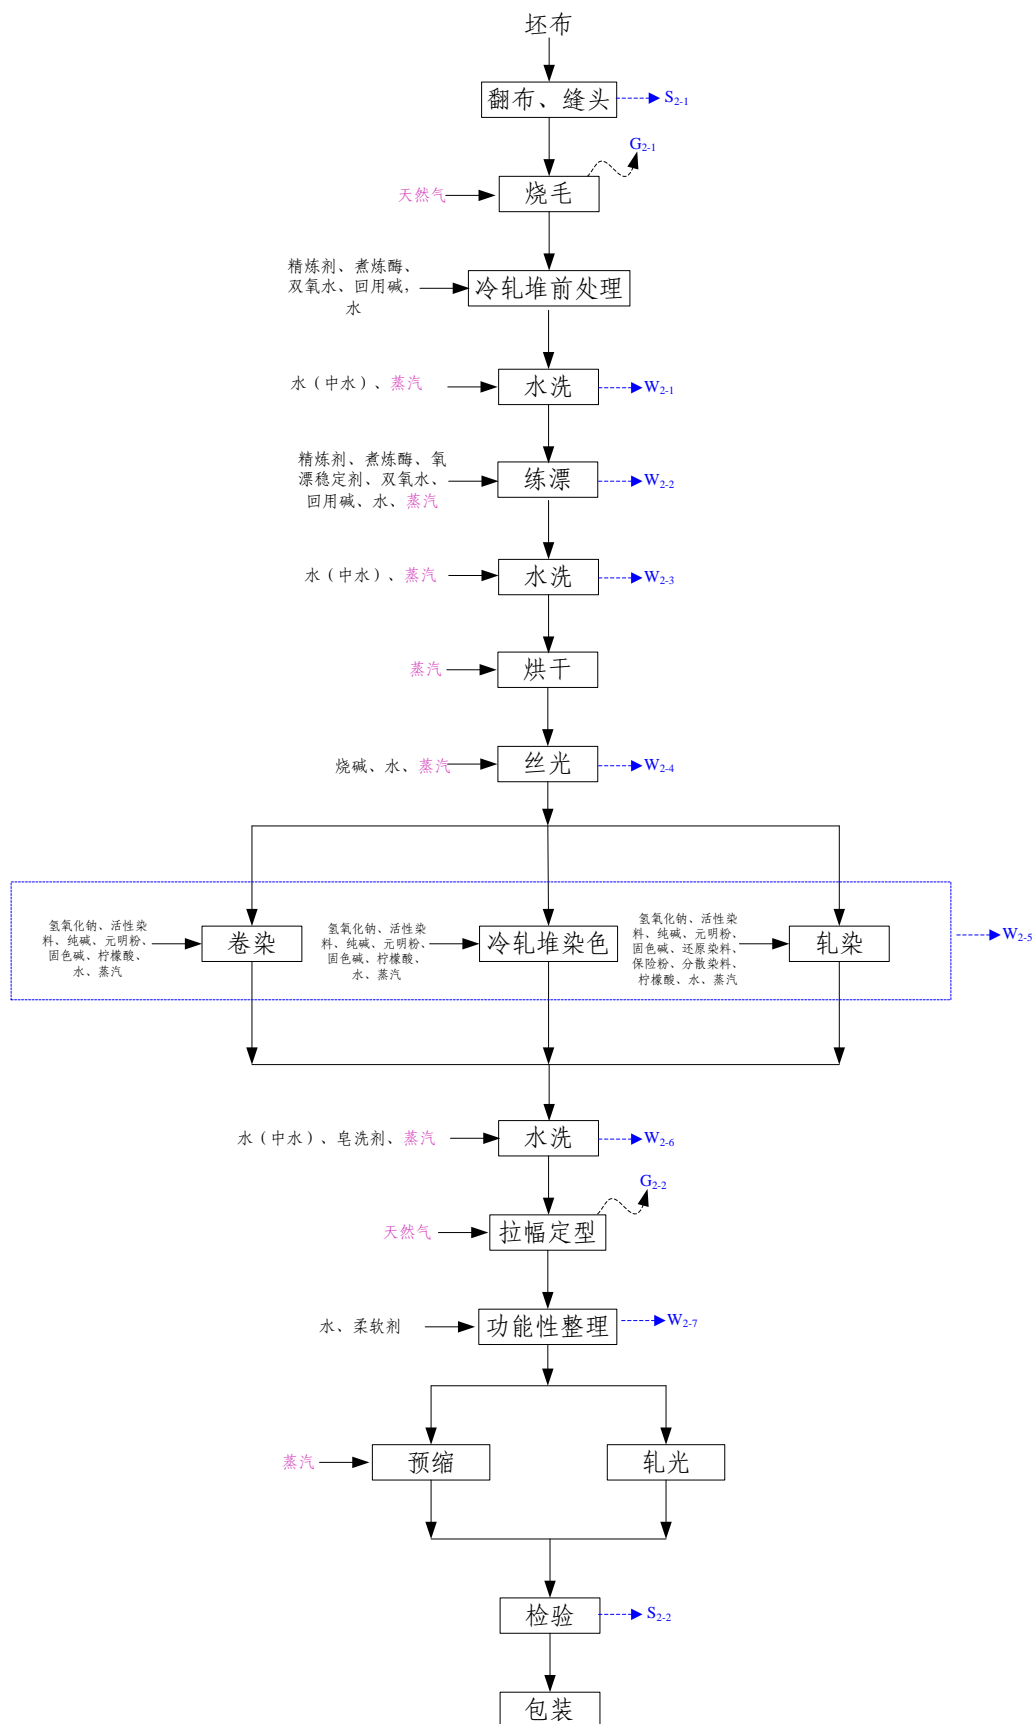 坯布
翻布、缝头
S2-1
G2-1
天然气
烧毛
精炼剂、煮炼酶、
双氧水、回用碱,
水
冷轧堆前处理
水（中水）、蒸汽
水洗
W2-1
精炼剂、煮炼酶、氧
漂稳定剂、双氧水、
回用碱、水、蒸汽
练漂
W2-2
水（中水）、蒸汽
水洗
W2-3
蒸汽
烘干
烧碱、水、蒸汽
丝光
W2-4
氢氧化钠、活性染
料、纯碱、元明粉、
固色碱、柠檬酸、
水、蒸汽
卷染
氢氧化钠、活性染
料、纯碱、元明粉、
固色碱、柠檬酸、
水、蒸汽
冷轧堆染色
氢氧化钠、活性染
料、纯碱、元明粉、
固色碱、还原染料、
保险粉、分散染料、
柠檬酸、水、蒸汽
轧染
W2-5
水（中水）、皂洗剂、蒸汽
水洗
W2-6
G2-2
天然气
拉幅定型
水、柔软剂
功能性整理
W2-7
蒸汽
预缩
轧光
检验
S2-2
包装